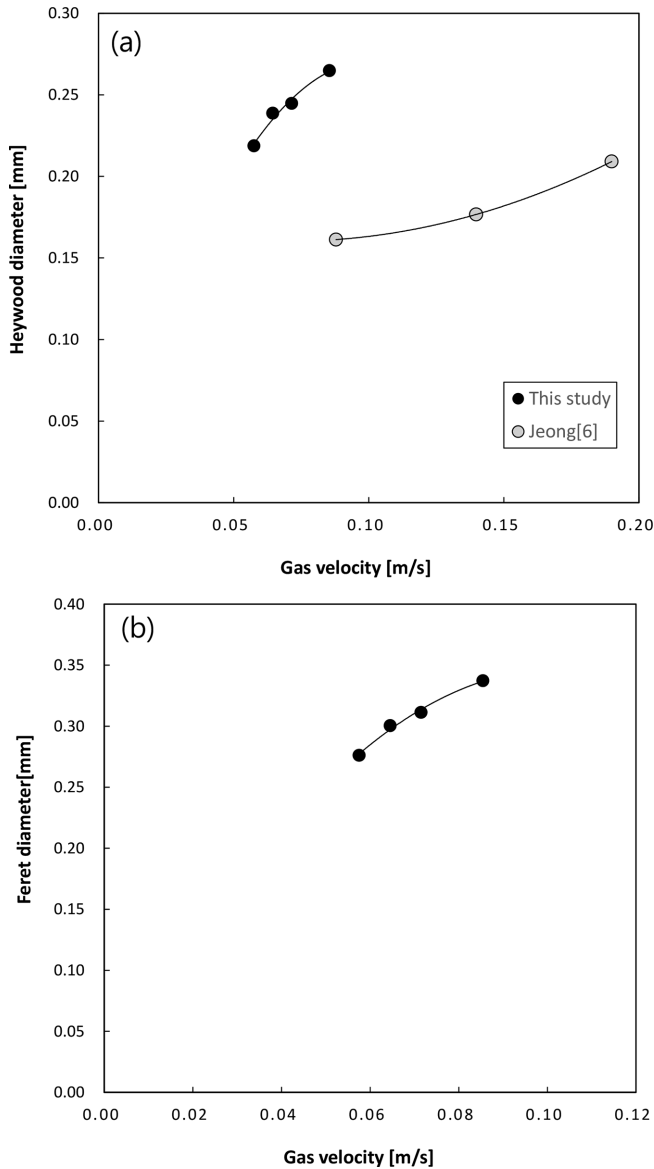 (a)
Heywood diameter [mm]
0.30
0.25
0.20
0.15
0.10
0.05
0.00
This study
Jeong[6]
0.00 0.05 0.10 0.15 0.20
Gas velocity [m/s]
(b)
Feret diameter[mm]
0.40
0.35
0.30
0.25
0.20
0.15
0.10
0.05
0.00
0.00 0.02 0.04 0.06 0.08 0.10 0.12
Gas velocity [m/s]